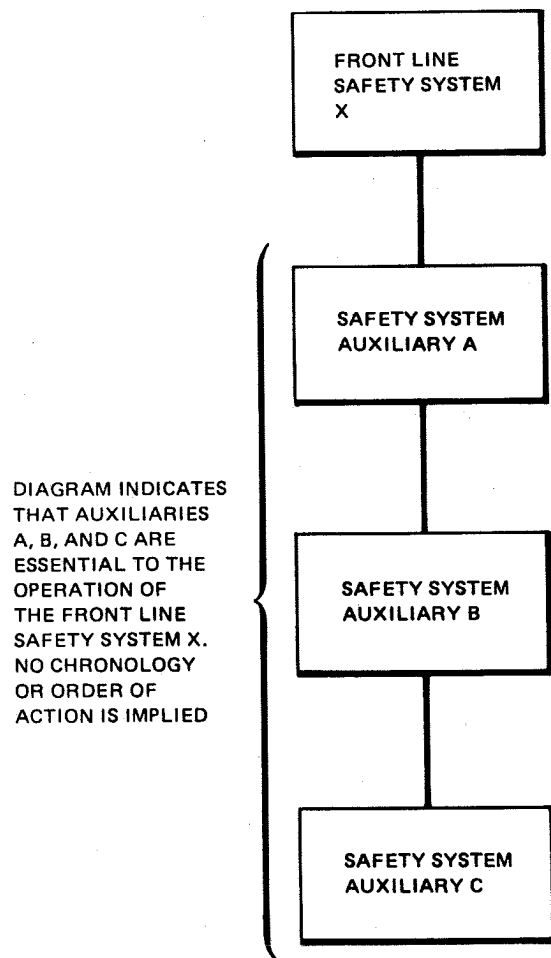 FRONT LINE
SAFETY SYSTEM
X
SAFETY SYSTEM
AUXILIARY A
DIAGRAM INDICATES
THAT AUXILIARIES
A, B, AND C ARE
ESSENTIAL TO THE
OPERATION OF
THE FRONT LINE
SAFETY SYSTEM X.
NO CHRONOLOGY
OR ORDER OF
ACTION IS IMPLIED
SAFETY SYSTEM
AUXILIARY B
SAFETY SYSTEM
AUXILIARY C